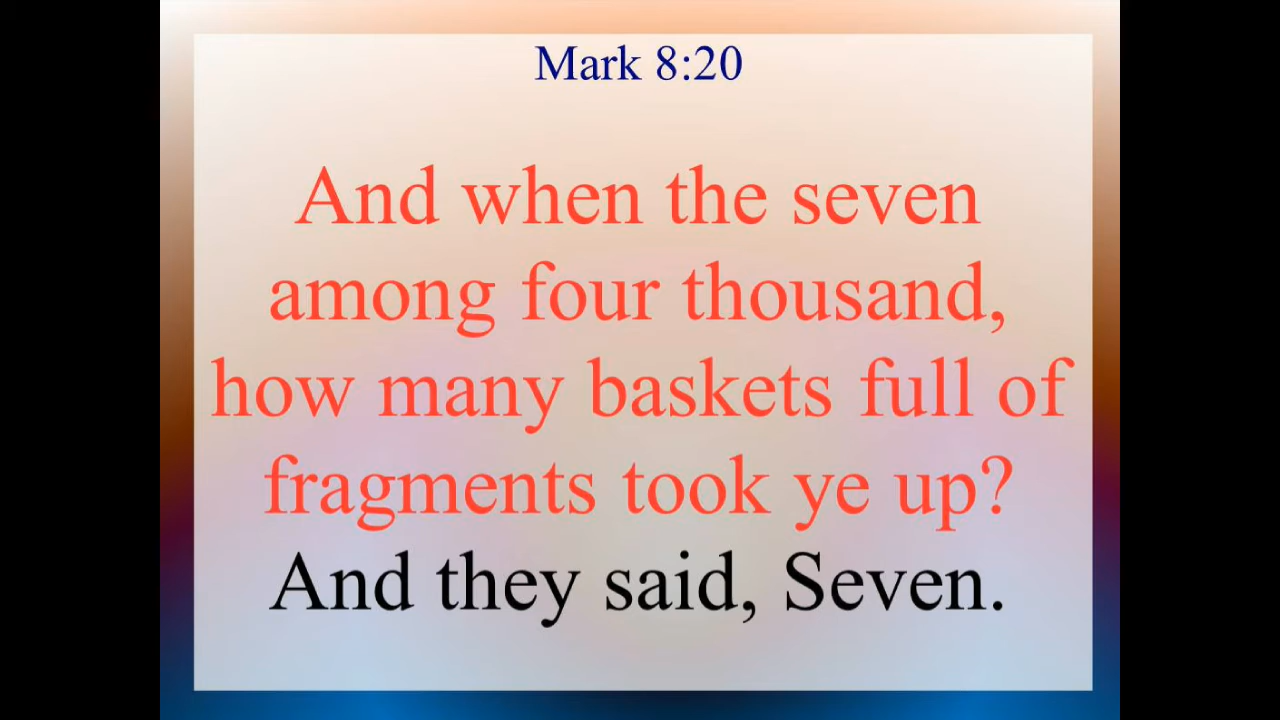 Mark 8:20
And when the seven
among four thousand,
how many baskets full of
fragments took ye up?
And they said, Seven.